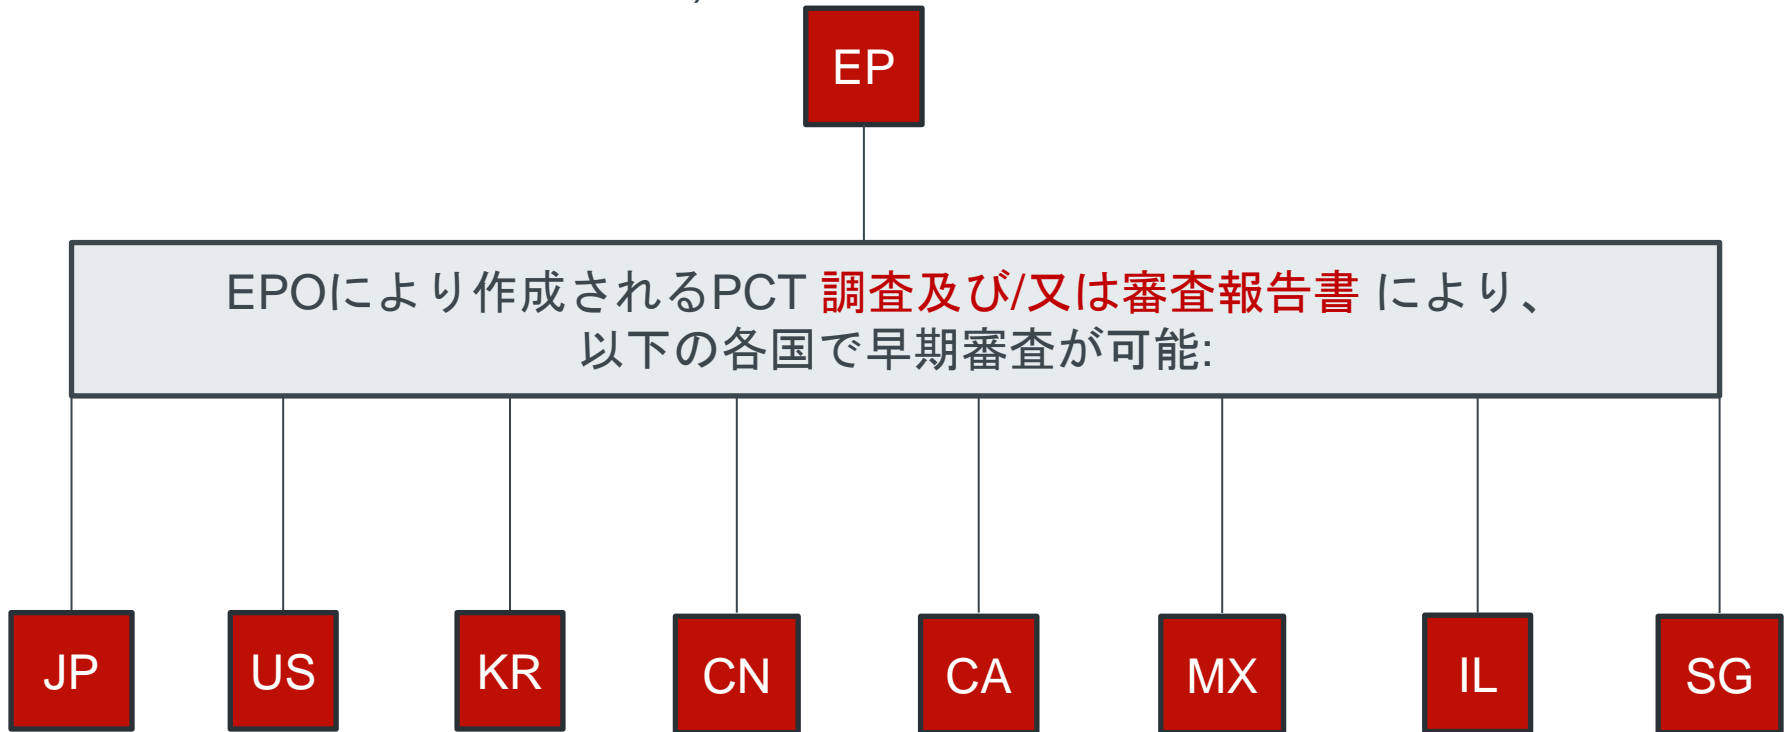 EP
EPOにより作成されるPCT 調査及び/又は審査報告書 により、
以下の各国で早期審査が可能:
JP
US
KR
CN
CA
MX
IL
SG